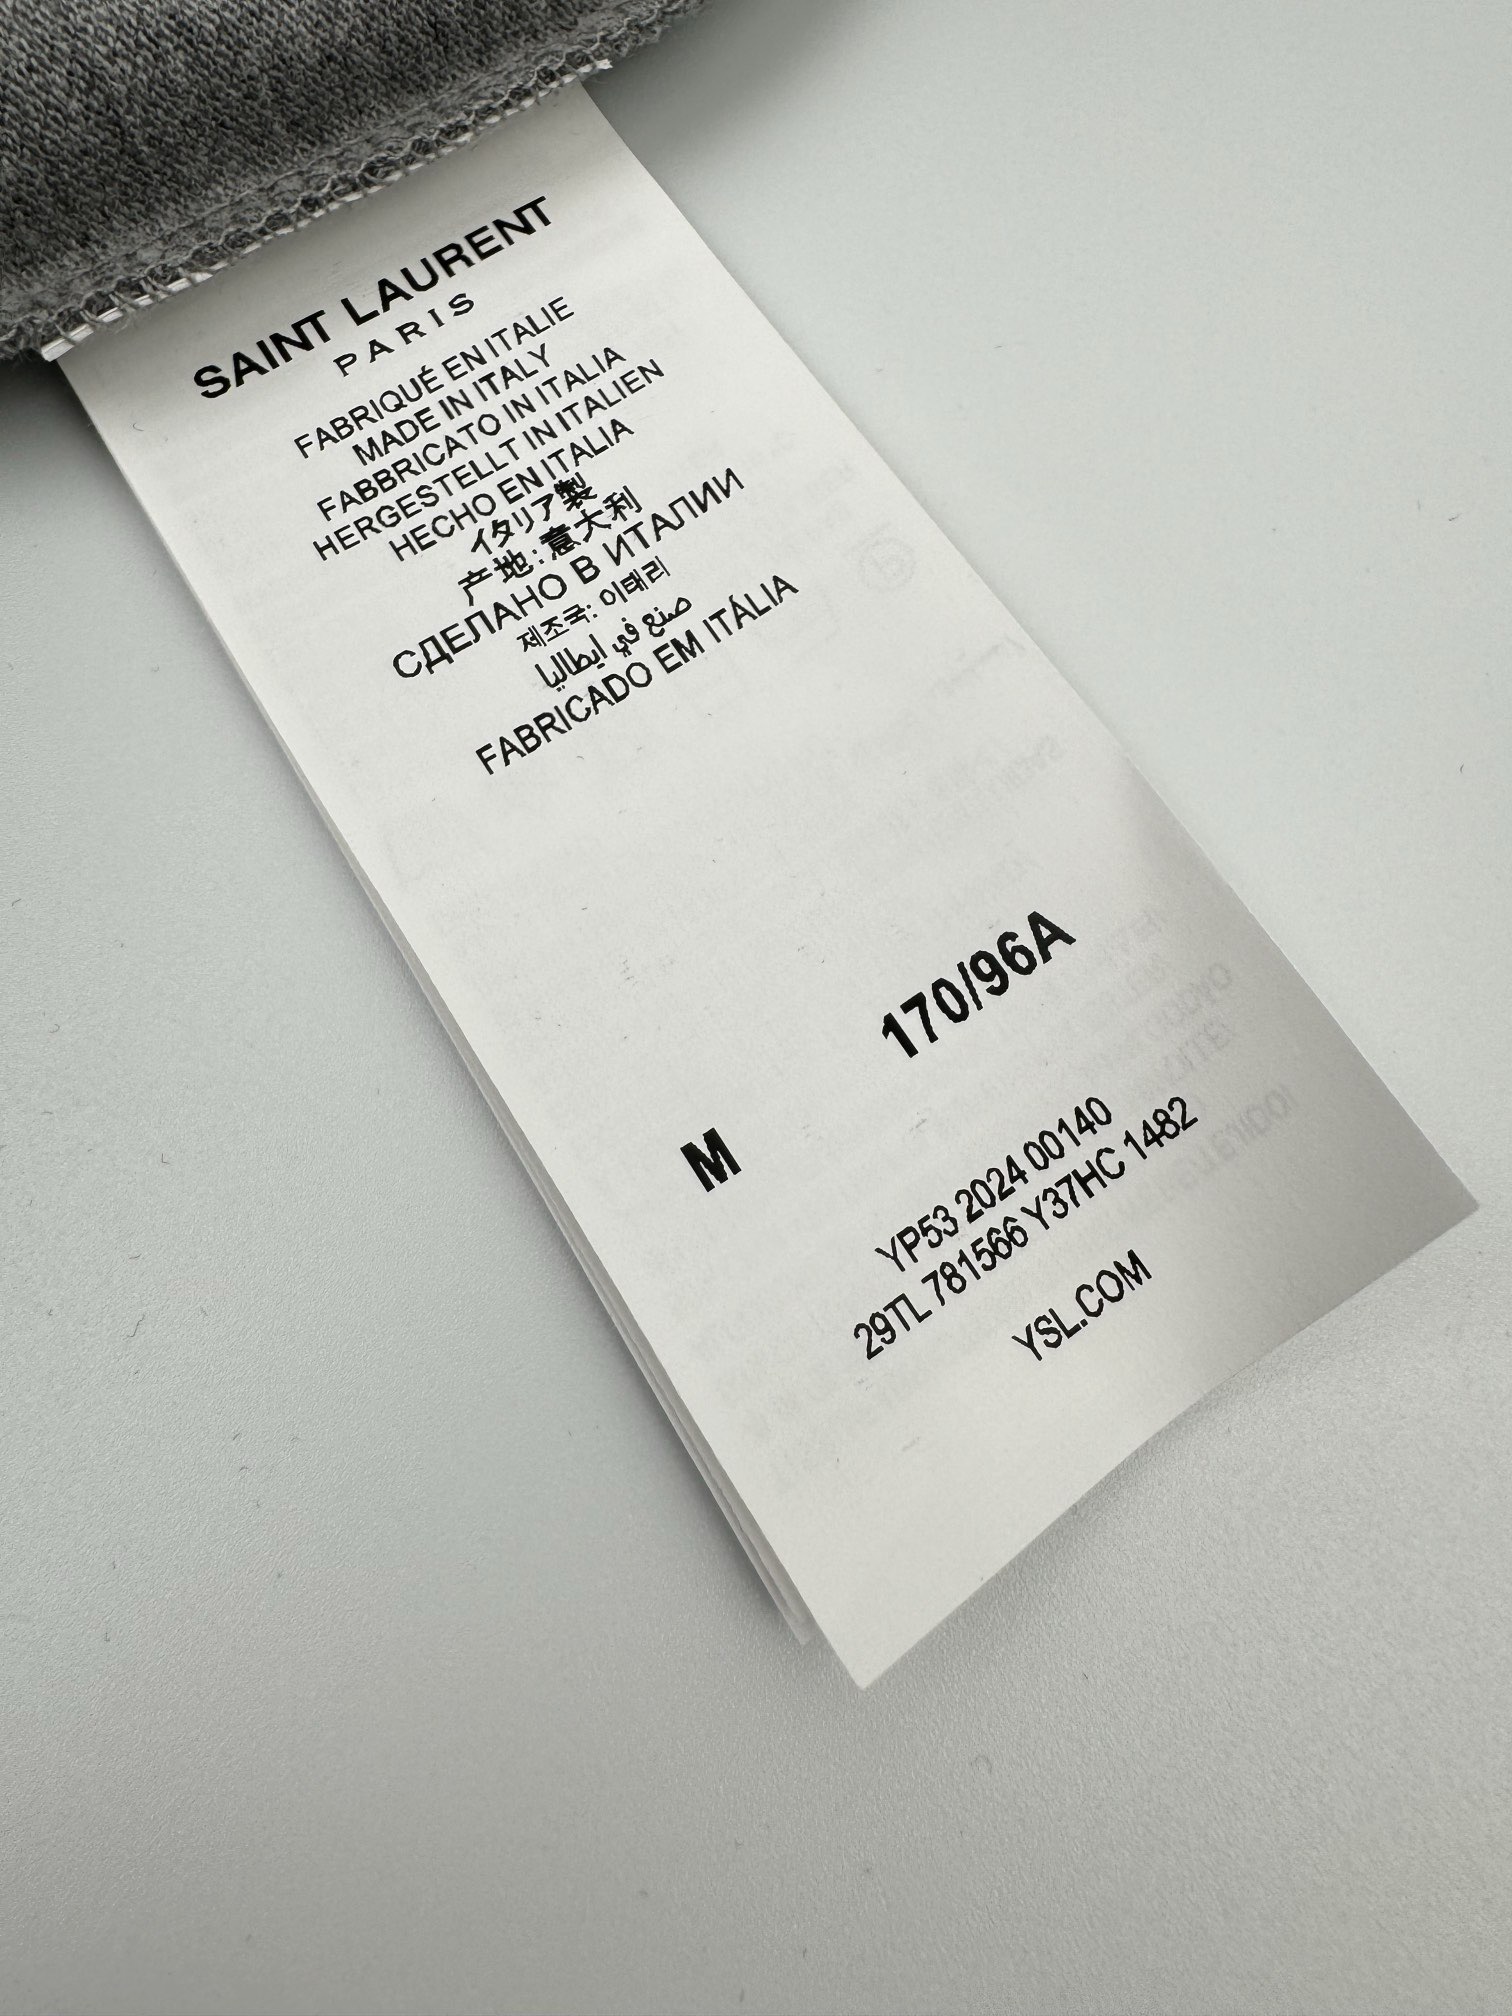 SAINT LAURENT
PARIS
FABRIQUÉ EN ITALIE
MADE IN ITALY
FABBRICATO IN ITALIA
HERGESTELLT IN ITALIEN
HECHO EN ITALIA
イタリア製
产地:意大利
СДЕЛАНО В ИТАЛИИ
제조국: 이태리
صنع في ايطاليا
FABRICADO EM ITÁLIA
170/96A
M
YP53 2024 00140
29TL 781566 Y37HC 1482
YSL.COM